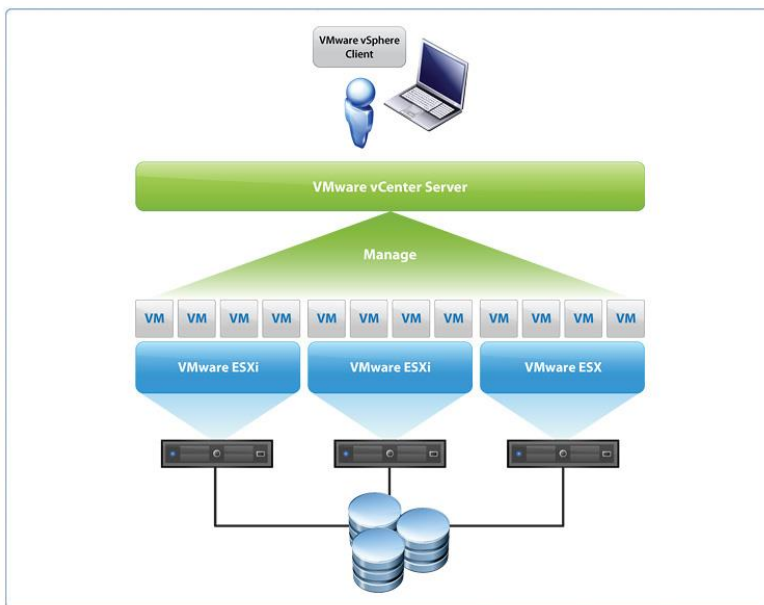 VMware vSphere
Client
VMware vCenter Server
Manage
VM VM VM VM VM VM VM VM VM VM VM VM
VMware ESXi VMware ESXi VMware ESX